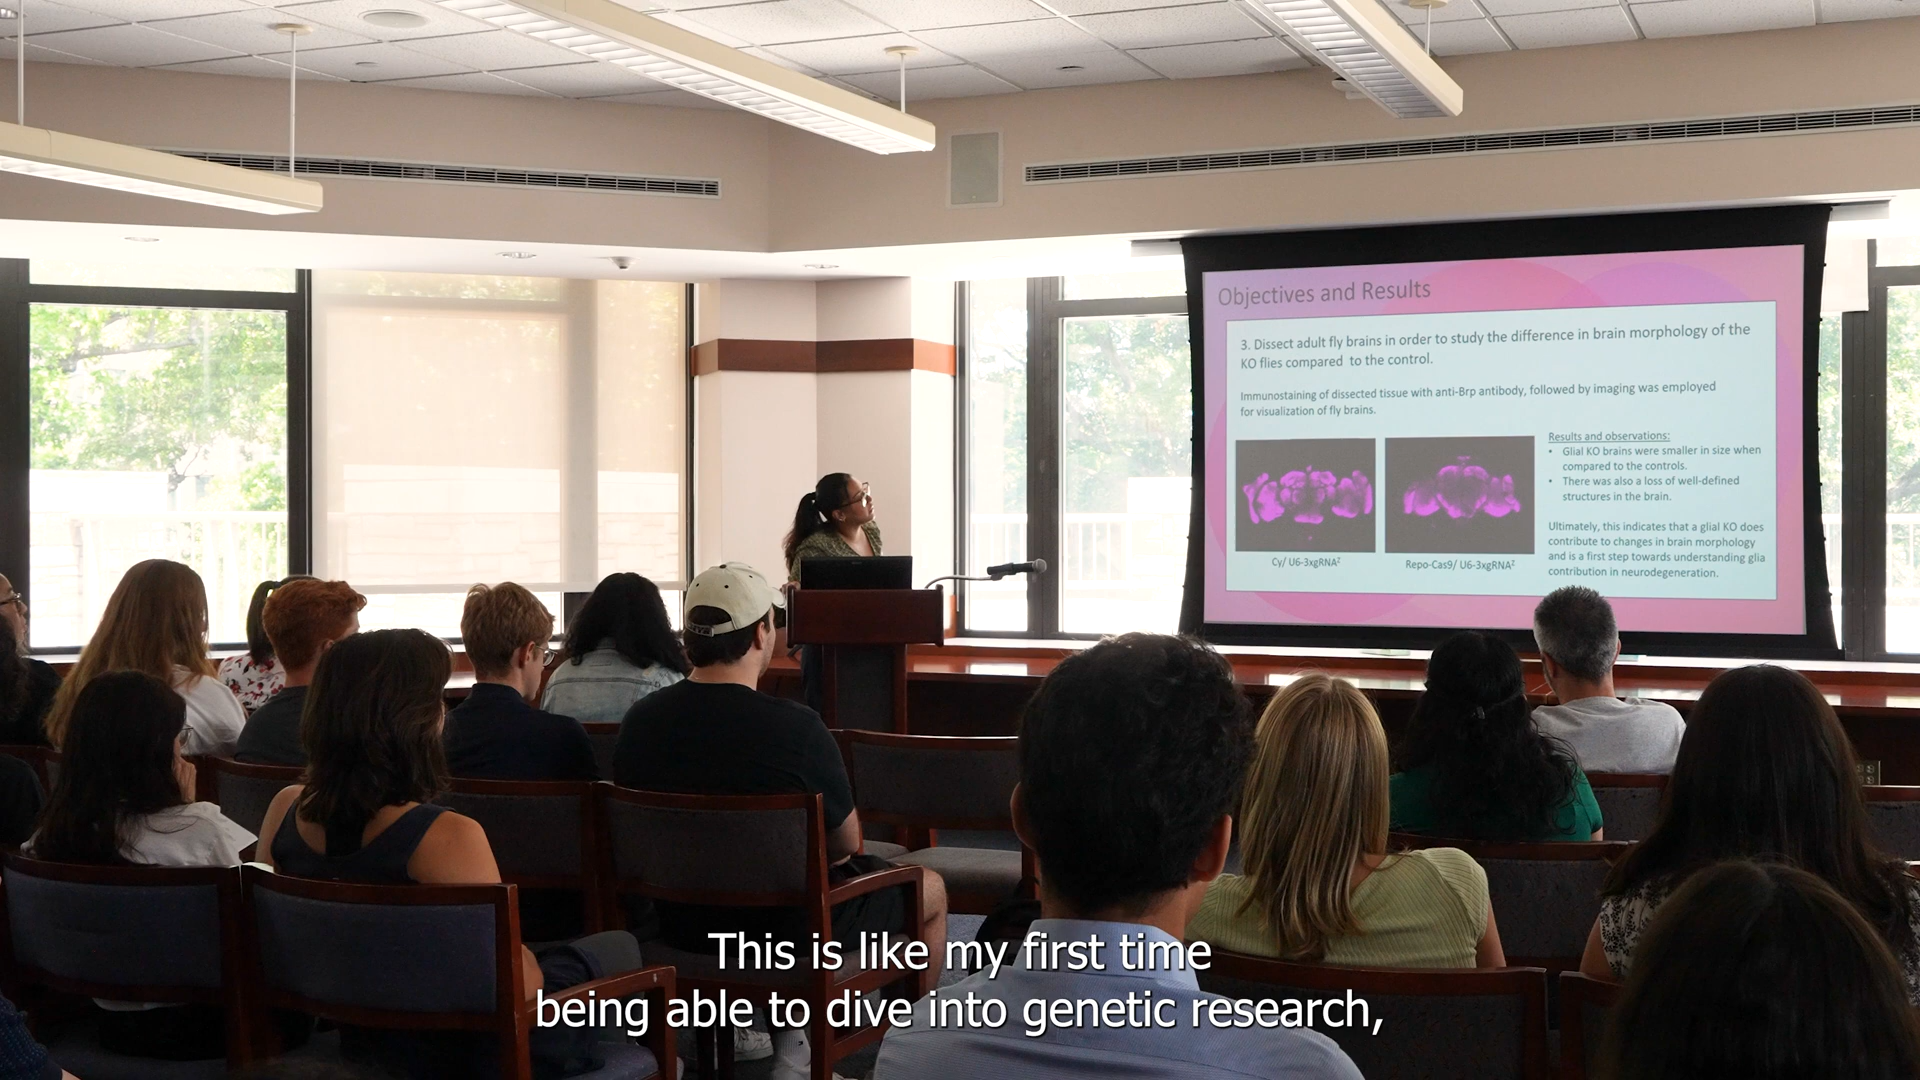 Objectives and Results
3. Dissect adult fly brains in order to study the difference in brain morphology of the
KO flies compared to the control.
Immunostaining of dissected tissue with anti-Brp antibody, followed by imaging was employed
for visualization of fly brains.
Cy/ U6-3xgRNAᶻ
Repo-Cas9/ U6-3xgRNAᶻ
Results and observations:
• Glial KO brains were smaller in size when
compared to the controls.
• There was also a loss of well-defined
structures in the brain.
Ultimately, this indicates that a glial KO does
contribute to changes in brain morphology
and is a first step towards understanding glia
contribution in neurodegeneration.
This is like my first time
being able to dive into genetic research,